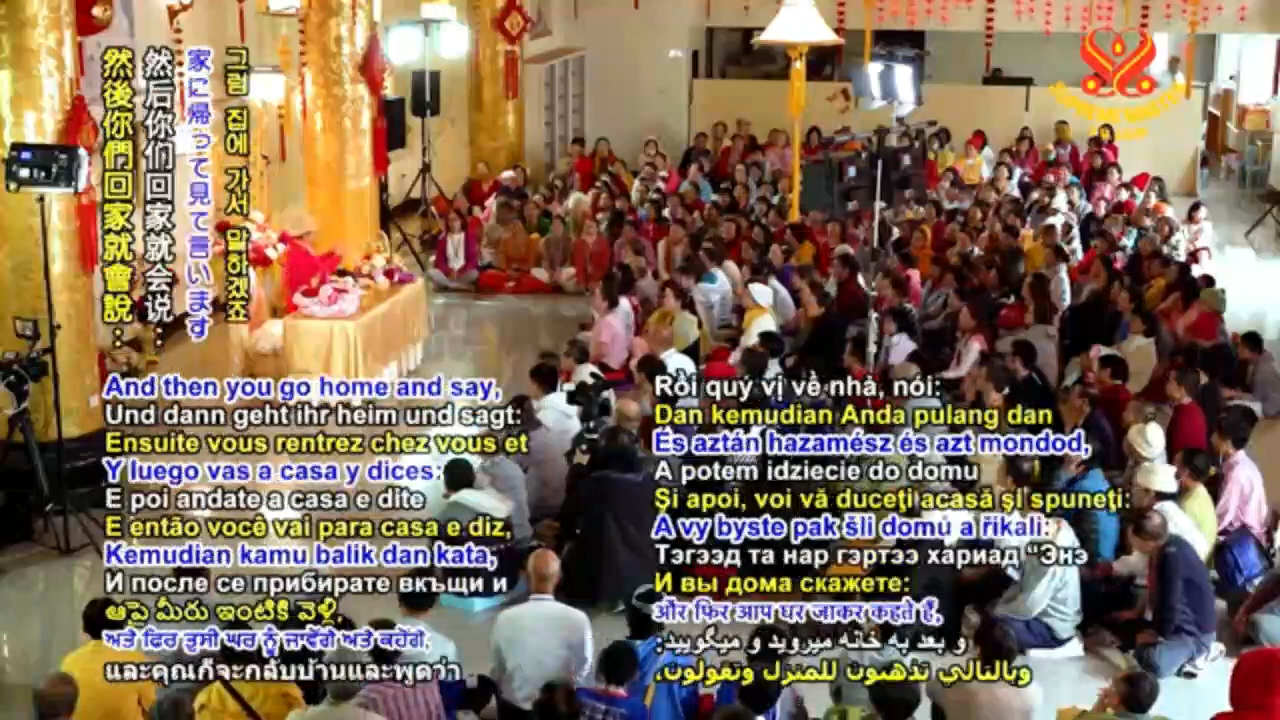 然後你們回家就會說：
然后你们回家就会说：
家に帰って見て言います
그럼 집에 가서 말하겠죠
And then you go home and say,
Und dann geht ihr heim und sagt:
Ensuite vous rentrez chez vous et
Y luego vas a casa y dices:
E poi andate a casa e dite
E então você vai para casa e diz,
Kemudian kamu balik dan kata,
И после се прибирате вкъщи и
ఆపై మీరు ఇంటికి వెళ్లి,
ਅਤੇ ਫਿਰ ਤੁਸੀ ਘਰ ਨੂੰ ਜਾਵੋਂਗੇ ਅਤੇ ਕਹੋਂਗੇ,
และคุณก็จะกลับบ้านและพูดว่า
Rồi quý vị về nhà, nói:
Dan kemudian Anda pulang dan
És aztán hazamész és azt mondod,
A potem idziecie do domu
Şi apoi, voi vă duceţi acasă şi spuneţi:
A vy byste pak šli domů a říkali:
Тэгээд та нар гэртээ хариад “Энэ
И вы дома скажете:
और फिर आप घर जाकर कहते हैं,
و بعد به خانه میروید و میگویید:
وبالتالي تذهبون للمنزل وتقولون،